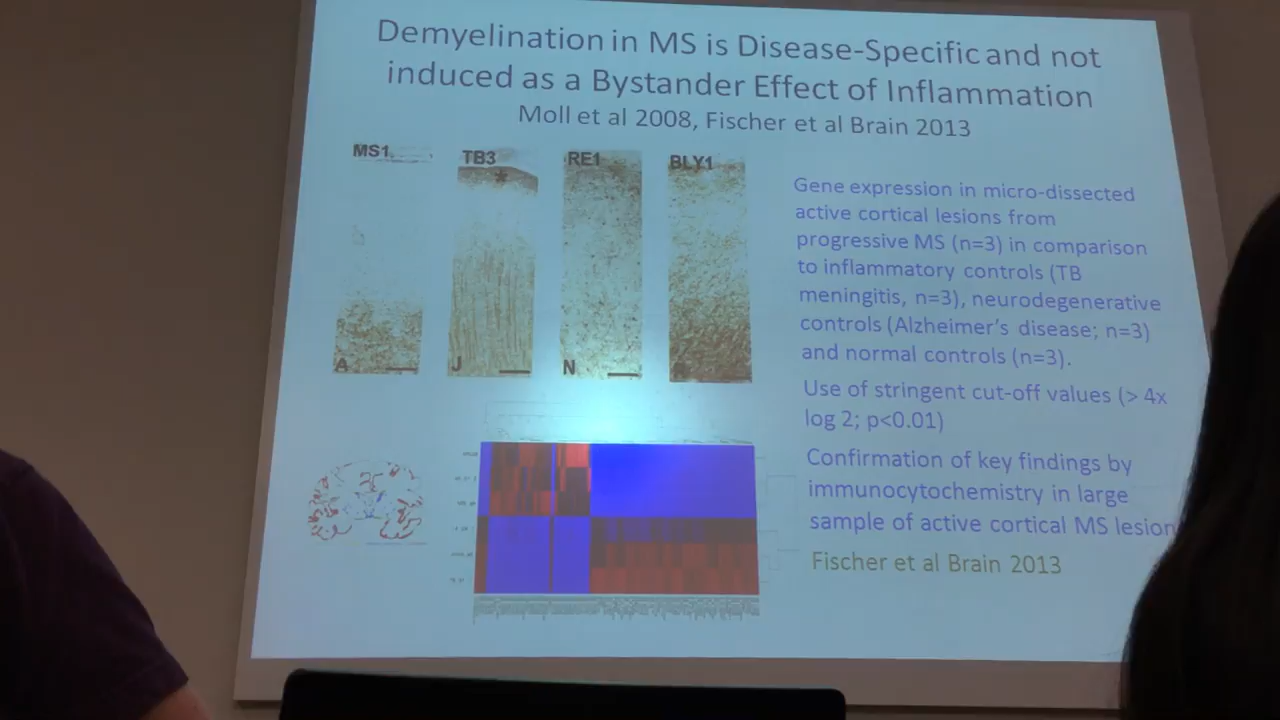 Demyelination in MS is Disease-Specific and not
induced as a Bystander Effect of Inflammation
Moll et al 2008, Fischer et al Brain 2013
MS1
TB3
RE1
BLY1
*
A
J
N
Gene expression in micro-dissected
active cortical lesions from
progressive MS (n=3) in comparison
to inflammatory controls (TB
meningitis, n=3), neurodegenerative
controls (Alzheimer's disease; n=3)
and normal controls (n=3).
Use of stringent cut-off values (> 4x
log 2; p<0.01)
Confirmation of key findings by
immunocytochemistry in large
sample of active cortical MS lesion
Fischer et al Brain 2013